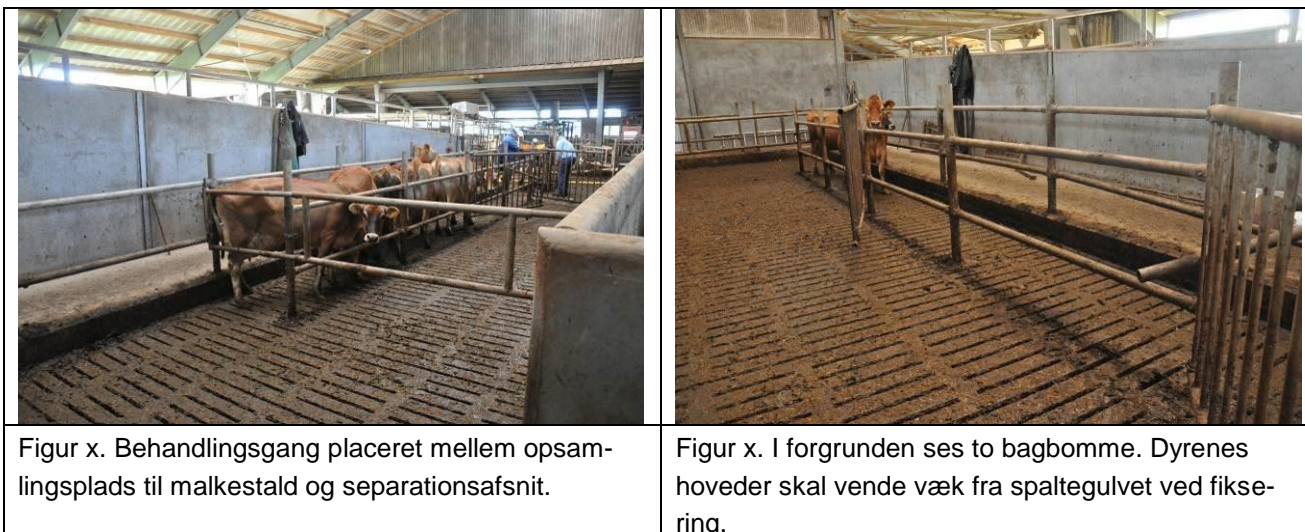 Figur x. Behandlingsgang placeret mellem opsam-
lingsplads til malkestald og separationsafsnit.
Figur x. I forgrunden ses to bagbomme. Dyrenes
hoveder skal vende væk fra spaltegulvet ved fikse-
ring.